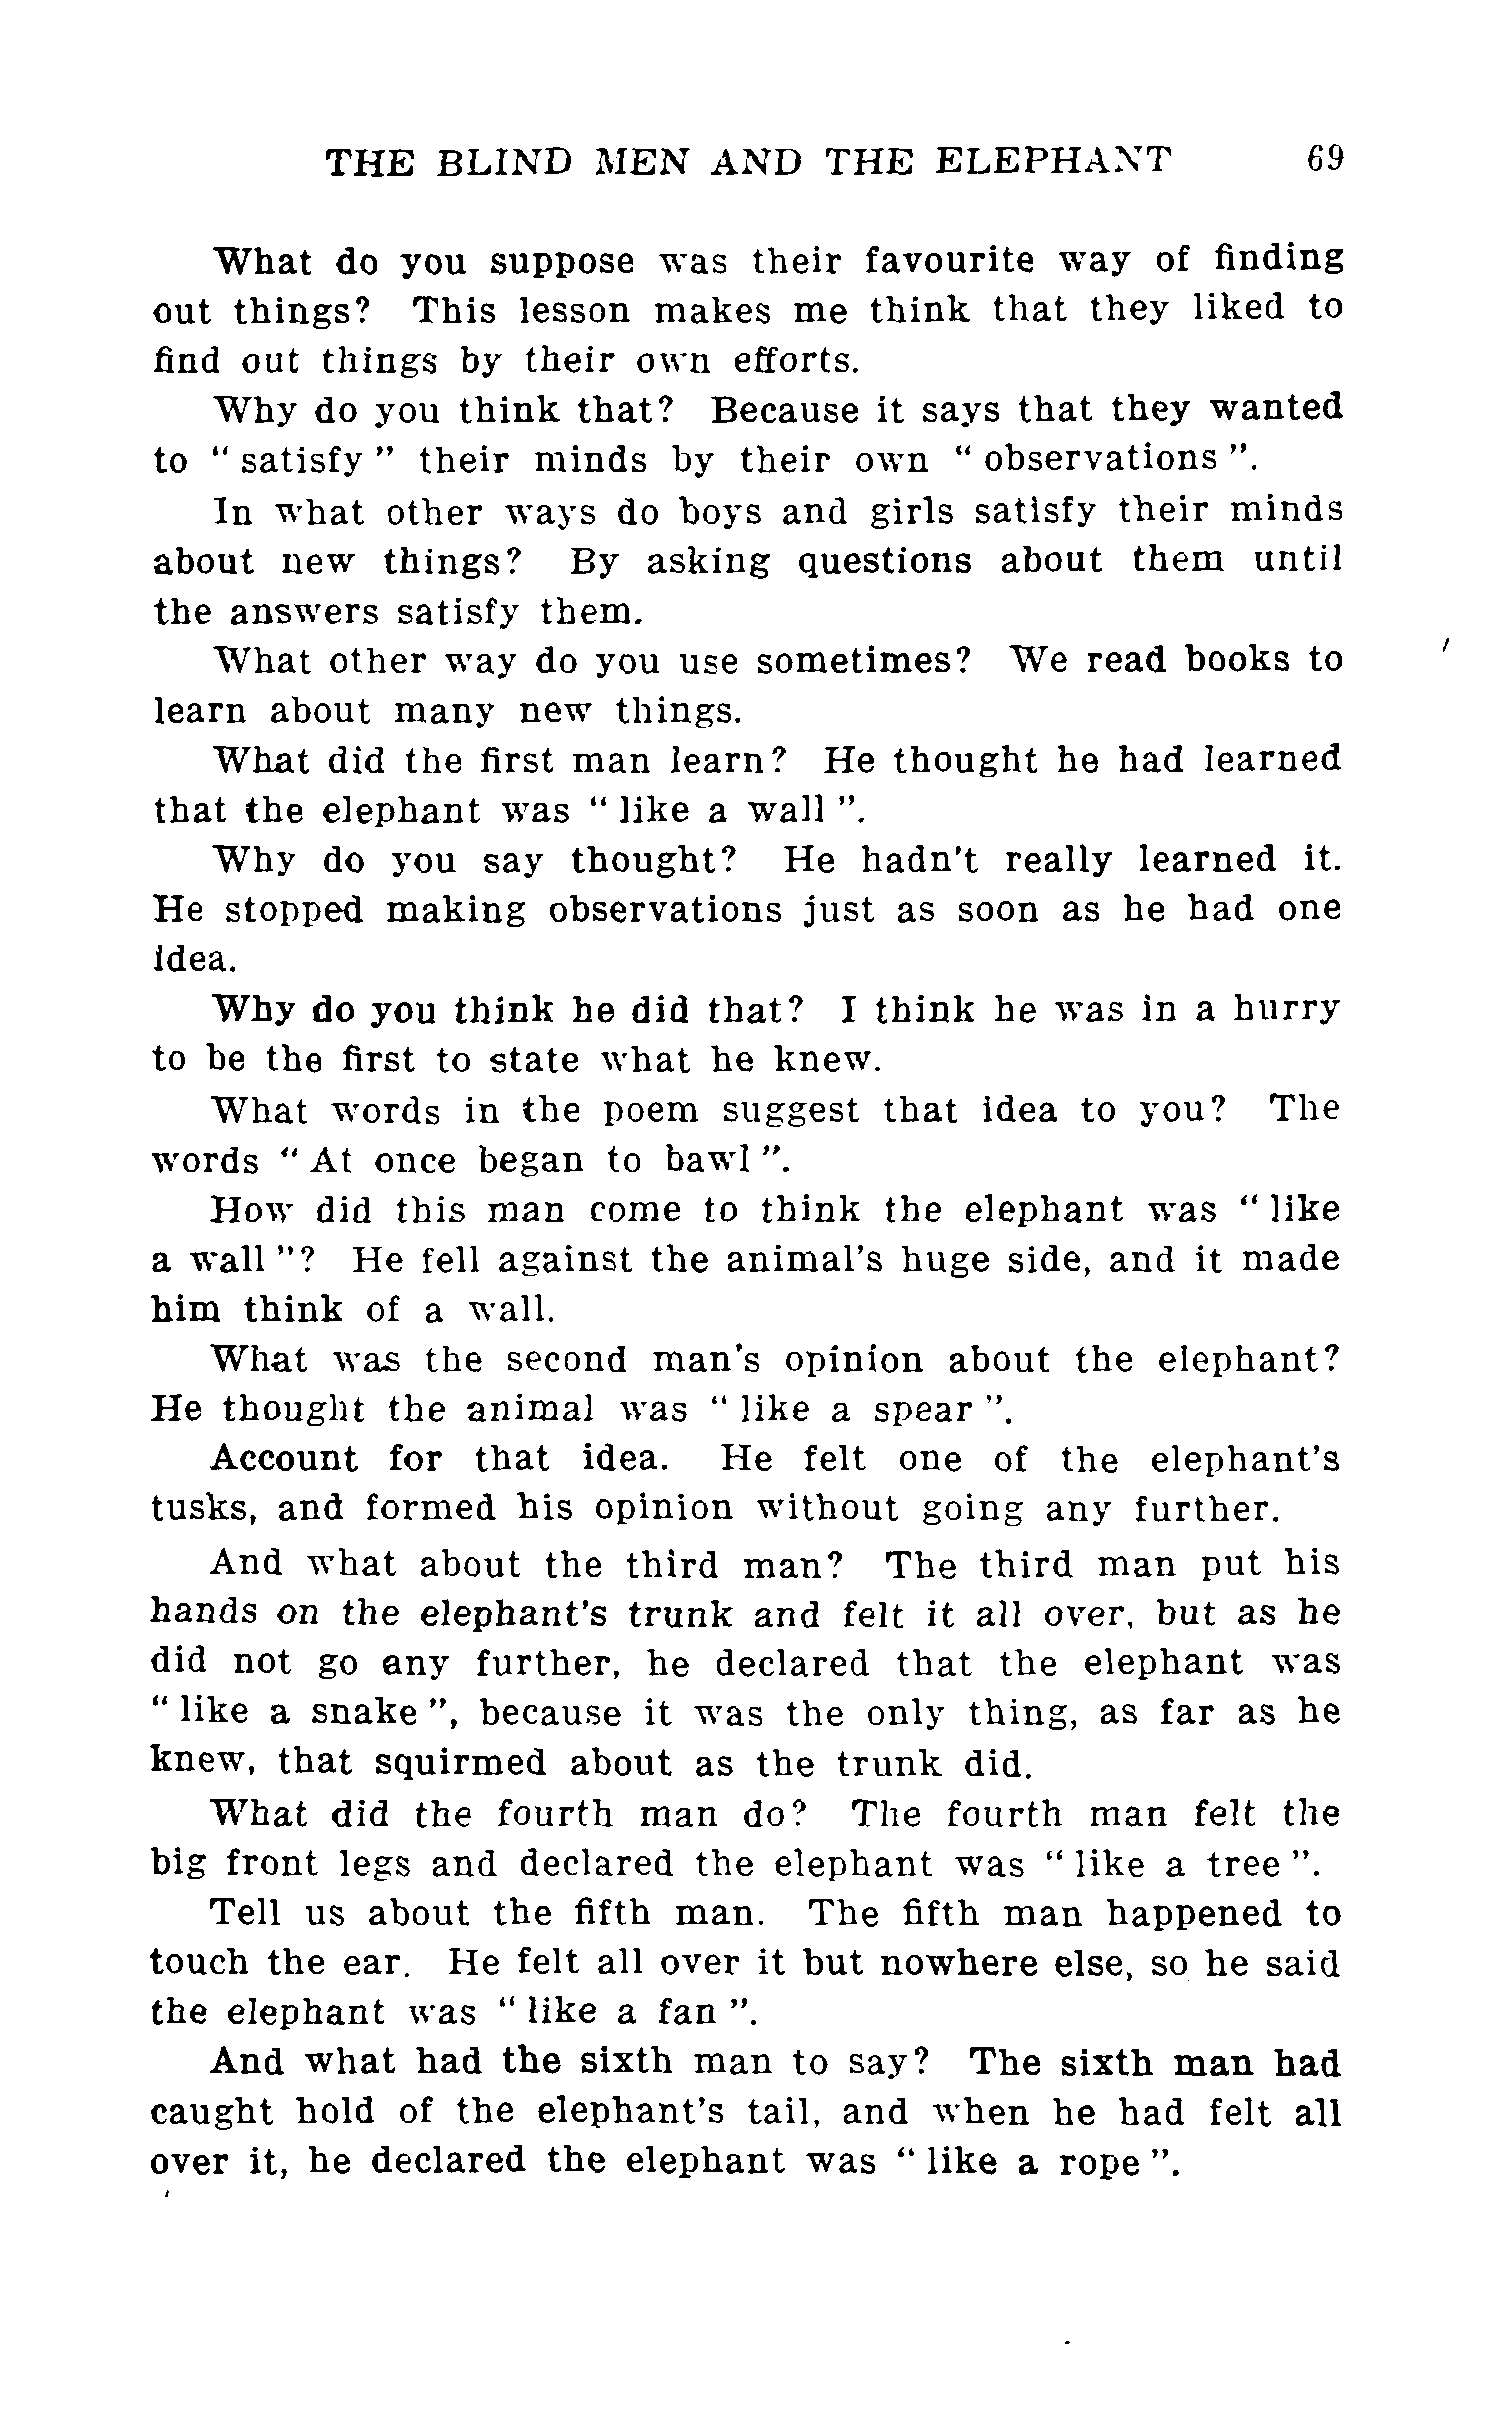 THE BLIND MEN AND THE ELEPHANT 69
What do you suppose was their favourite way of finding
out things? This lesson makes me think that they liked to
find out things by their own efforts.
Why do you think that? Because it says that they wanted
to " satisfy " their minds by their own " observations ".
In what other ways do boys and girls satisfy their minds
about new things? By asking questions about them until
the answers satisfy them.
What other way do you use sometimes? We read books to
learn about many new things.
What did the first man learn? He thought he had learned
that the elephant was " like a wall ".
Why do you say thought? He hadn't really learned it.
He stopped making observations just as soon as he had one
idea.
Why do you think he did that? I think he was in a hurry
to be the first to state what he knew.
What words in the poem suggest that idea to you? The
words " At once began to bawl ".
How did this man come to think the elephant was " like
a wall "? He fell against the animal's huge side, and it made
him think of a wall.
What was the second man's opinion about the elephant?
He thought the animal was " like a spear ".
Account for that idea. He felt one of the elephant's
tusks, and formed his opinion without going any further.
And what about the third man? The third man put his
hands on the elephant's trunk and felt it all over, but as he
did not go any further, he declared that the elephant was
" like a snake ", because it was the only thing, as far as he
knew, that squirmed about as the trunk did.
What did the fourth man do? The fourth man felt the
big front legs and declared the elephant was " like a tree ".
Tell us about the fifth man. The fifth man happened to
touch the ear. He felt all over it but nowhere else, so he said
the elephant was " like a fan ".
And what had the sixth man to say? The sixth man had
caught hold of the elephant's tail, and when he had felt all
over it, he declared the elephant was " like a rope ".